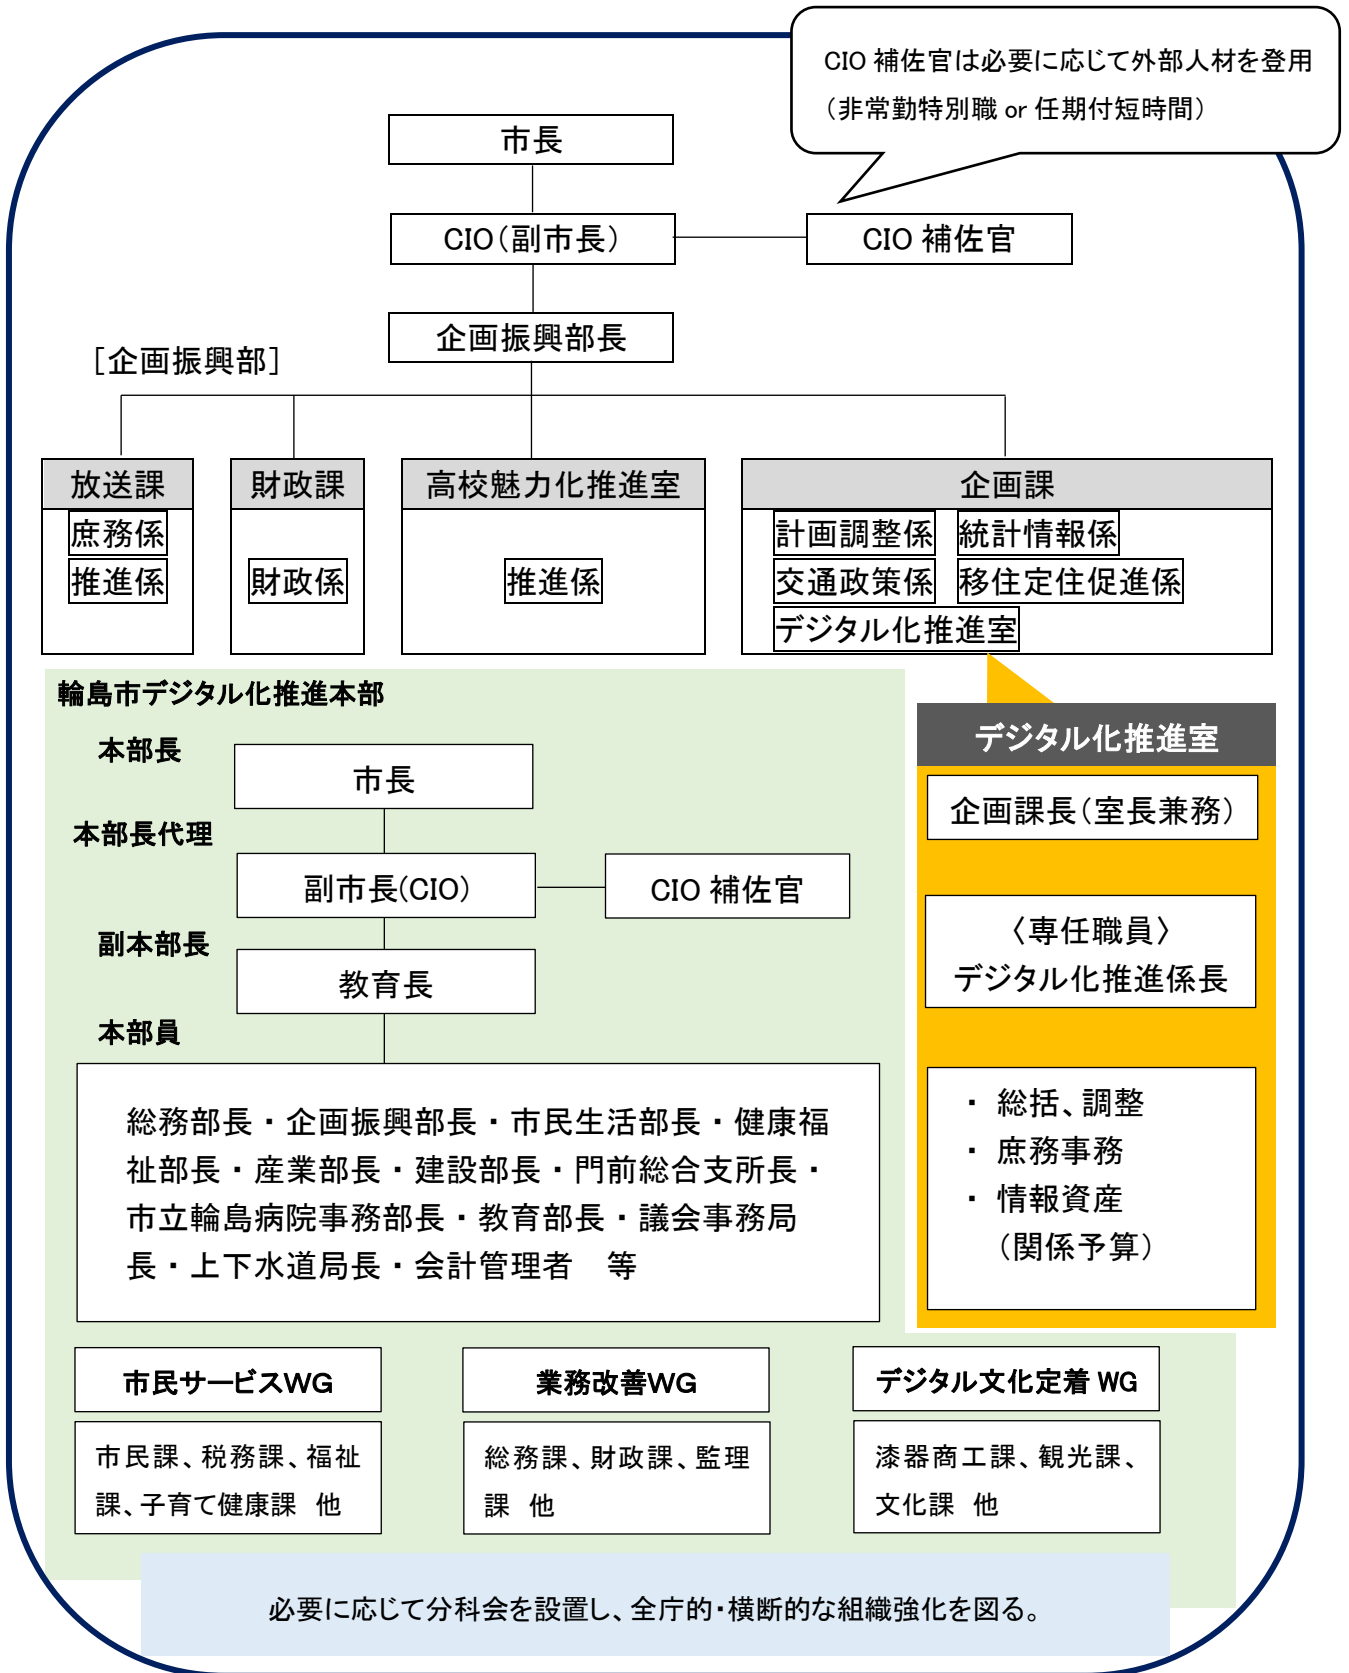 CIO 補佐官は必要に応じて外部人材を登用
（非常勤特別職 or 任期付短時間）
市長
CIO（副市長）
CIO 補佐官
企画振興部長
［企画振興部］
放送課
庶務係
推進係
財政課
財政係
高校魅力化推進室
推進係
企画課
計画調整係 統計情報係
交通政策係 移住定住促進係
デジタル化推進室
輪島市デジタル化推進本部
本部長
市長
本部長代理
副市長(CIO)
CIO 補佐官
副本部長
教育長
本部員
総務部長・企画振興部長・市民生活部長・健康福
祉部長・産業部長・建設部長・門前総合支所長・
市立輪島病院事務部長・教育部長・議会事務局
長・上下水道局長・会計管理者　等
デジタル化推進室
企画課長（室長兼務）
〈専任職員〉
デジタル化推進係長
・ 総括、調整
・ 庶務事務
・ 情報資産
（関係予算）
市民サービスWG
市民課、税務課、福祉
課、子育て健康課　他
業務改善WG
総務課、財政課、監理
課　他
デジタル文化定着 WG
漆器商工課、観光課、
文化課　他
必要に応じて分科会を設置し、全庁的・横断的な組織強化を図る。